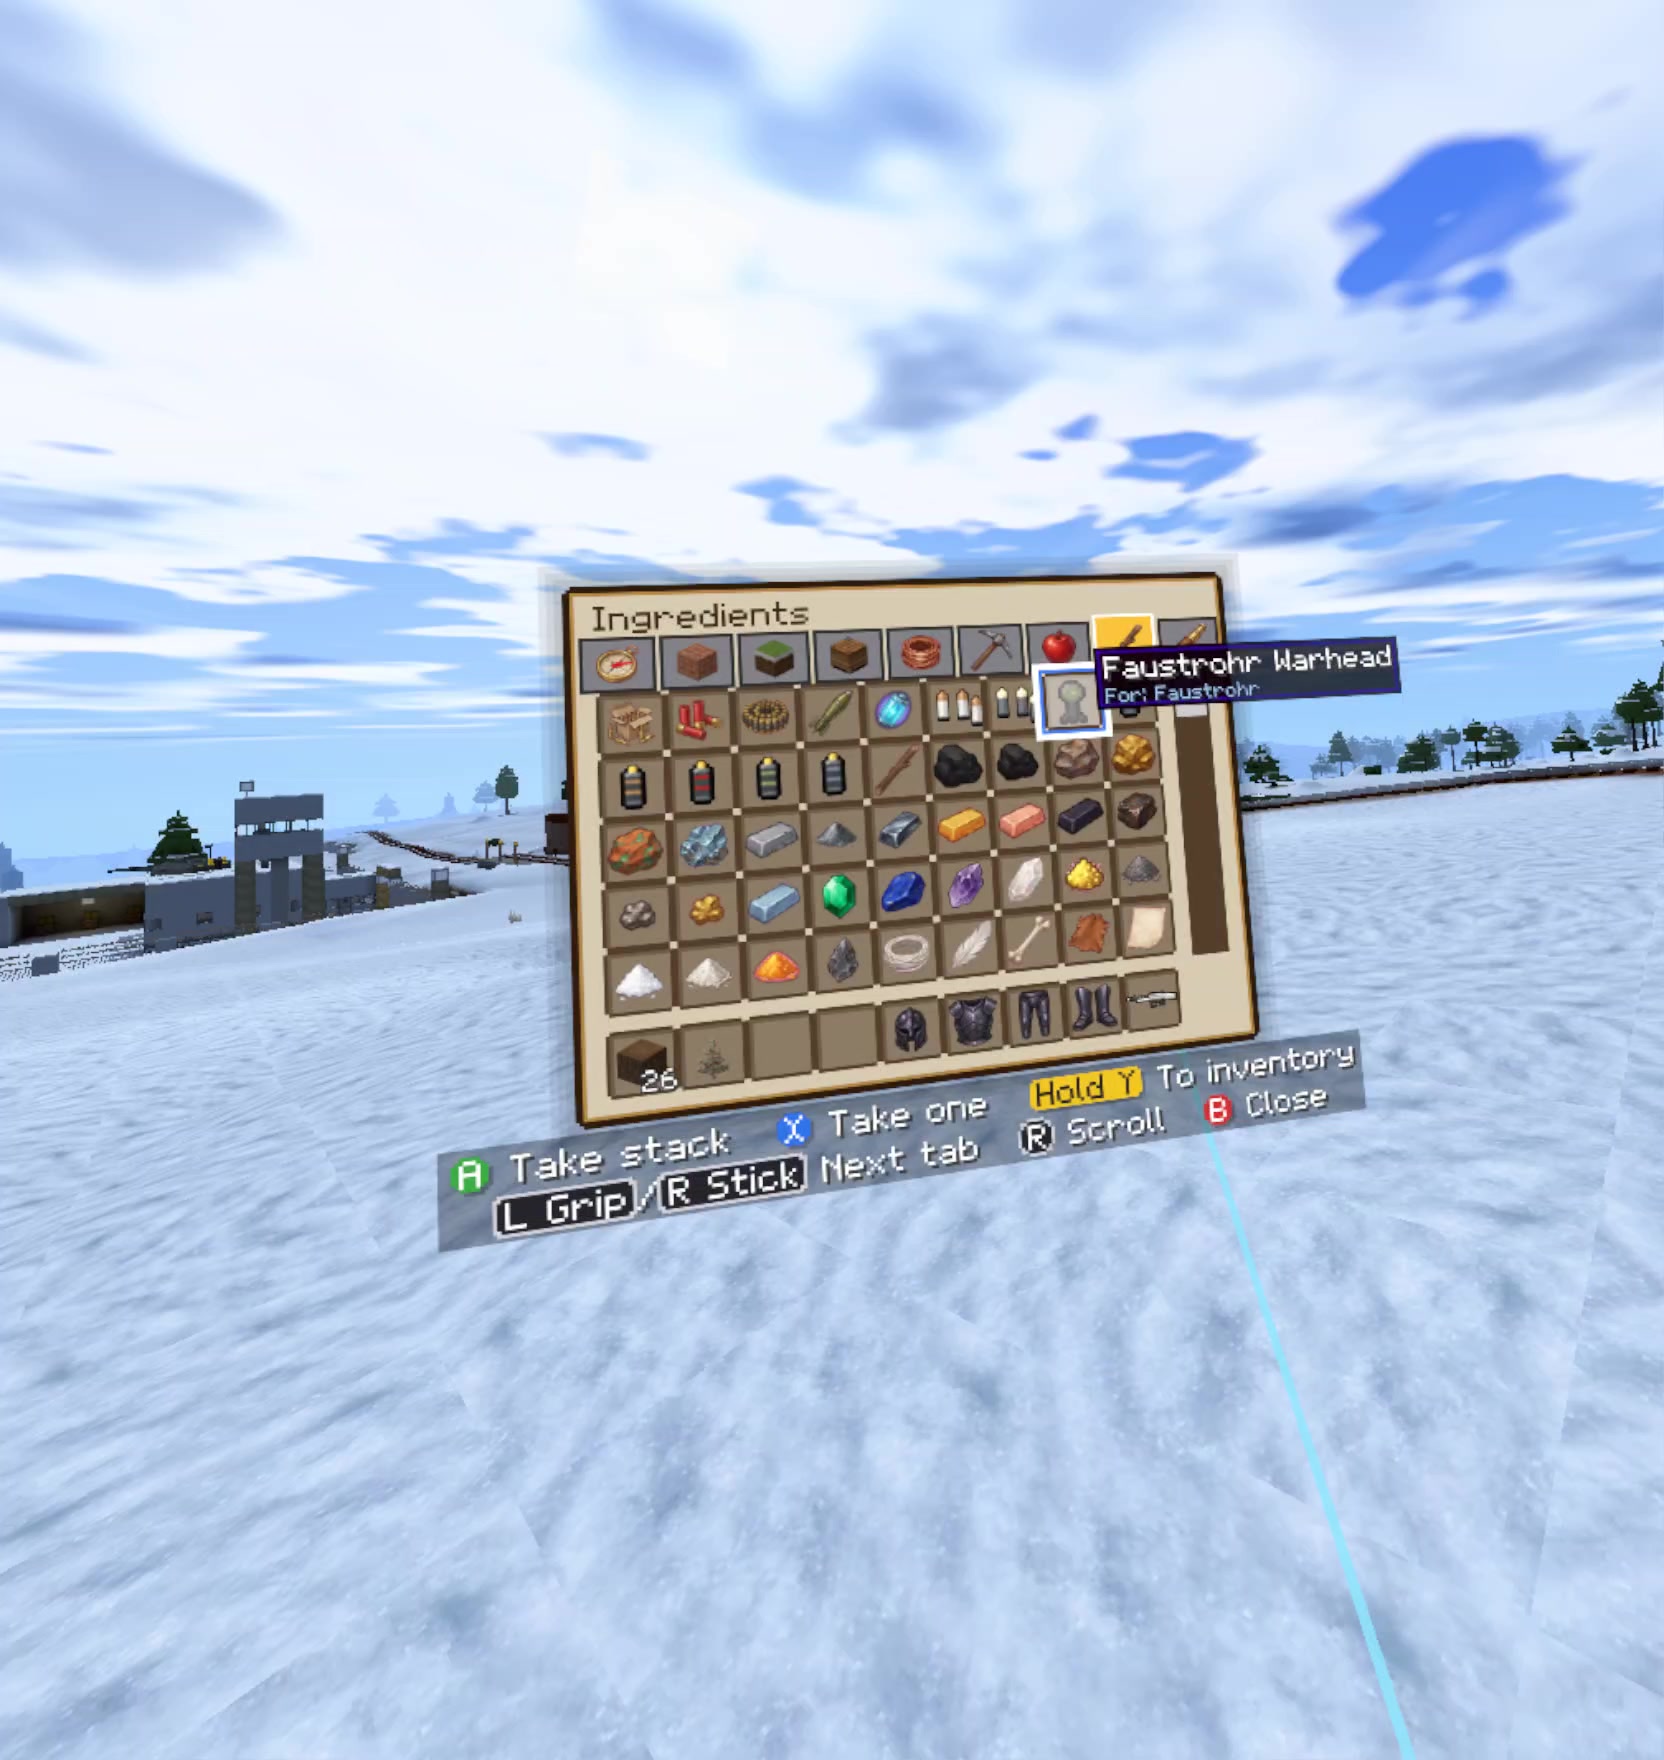 Ingredients
Faustrohr Warhead
For: Faustrohr
26
A Take stack X Take one Hold Y To inventory
L Grip/R Stick Next tab R Scroll B Close